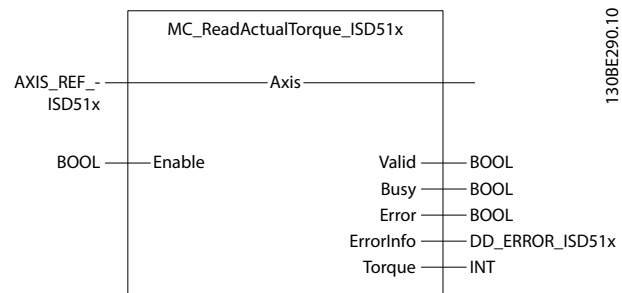 MC_ReadActualTorque_ISD51x
AXIS_REF_-
ISD51x
Axis
BOOL
Enable
Valid
BOOL
Busy
BOOL
Error
BOOL
ErrorInfo
DD_ERROR_ISD51x
Torque
INT
130BE290.10